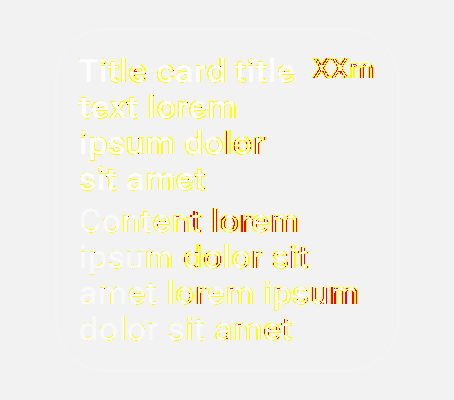 Title card title XXm
text lorem
ipsum dolor
sit amet
Content lorem
ipsum dolor sit
amet lorem ipsum
dolor sit amet